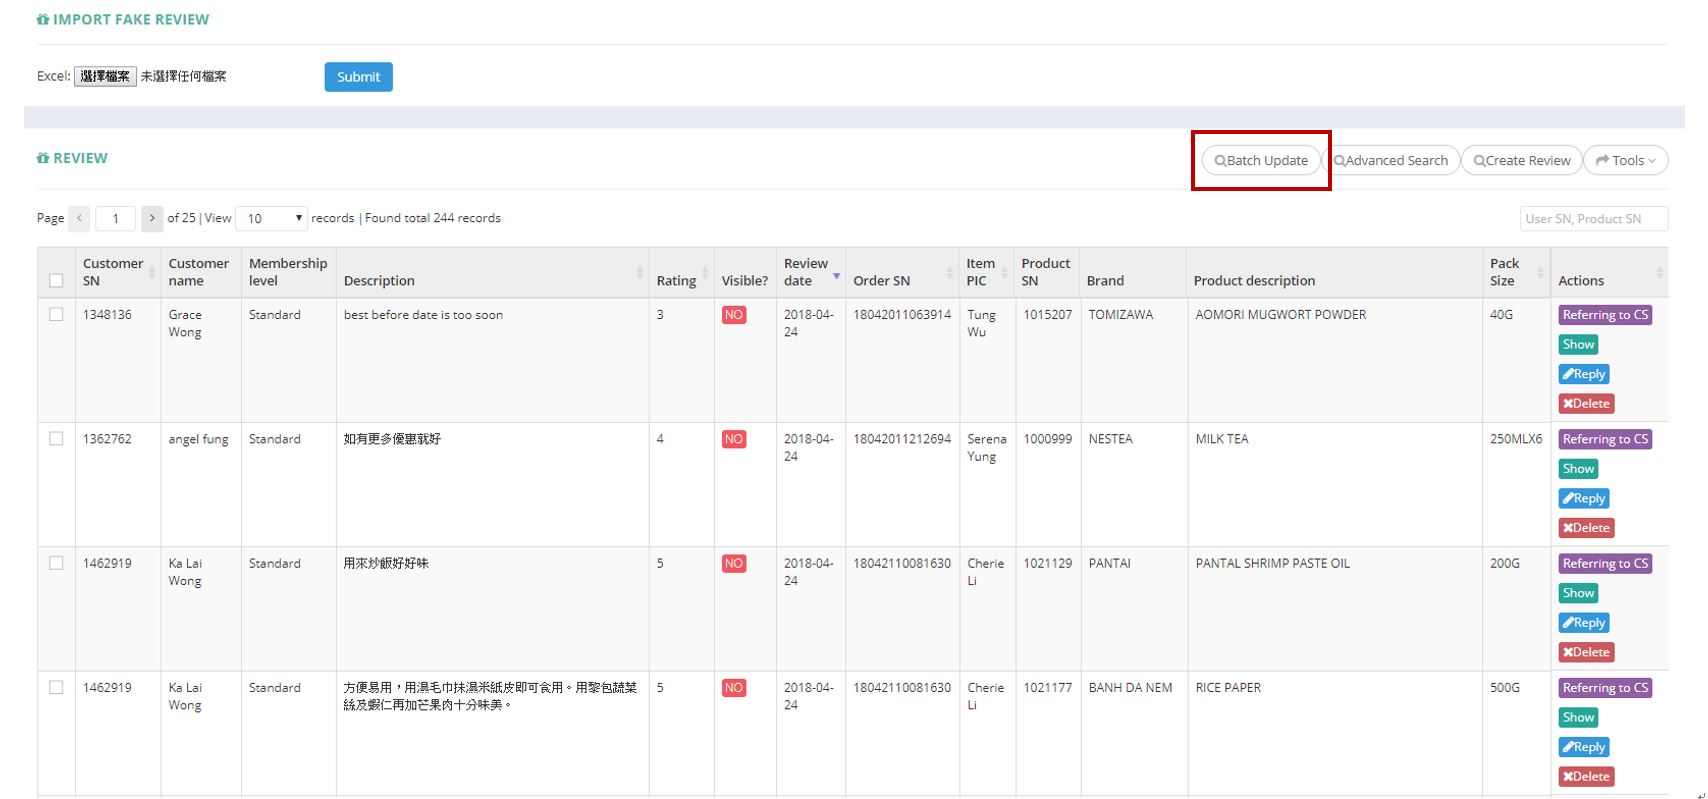 IMPORT FAKE REVIEW
Excel: 選擇檔案 未選擇任何檔案 Submit
REVIEW
Batch Update Advanced Search Create Review Tools
Page 1 of 25 | View 10 records | Found total 244 records User SN, Product SN
Customer SN Customer name Membership level Description Rating Visible? Review date Order SN Item PIC Product SN Brand Product description Pack Size Actions
1348136 Grace Wong Standard best before date is too soon 3 NO 2018-04-24 18042011063914 Tung Wu 1015207 TOMIZAWA AOMORI MUGWORT POWDER 40G Referring to CS
Show
Reply
Delete
1362762 angel fung Standard 如有更多優惠就好 4 NO 2018-04-24 18042011212694 Serena Yung 1000999 NESTEA MILK TEA 250MLX6 Referring to CS
Show
Reply
Delete
1462919 Ka Lai Wong Standard 用來炒飯好好味 5 NO 2018-04-24 18042110081630 Cherie Li 1021129 PANTAI PANTAL SHRIMP PASTE OIL 200G Referring to CS
Show
Reply
Delete
1462919 Ka Lai Wong Standard 方便易用，用濕毛巾抹濕米紙皮即可食用。用黎包蔬菜絲及蝦仁再加芒果肉十分味美。 5 NO 2018-04-24 18042110081630 Cherie Li 1021177 BANH DA NEM RICE PAPER 500G Referring to CS
Show
Reply
Delete